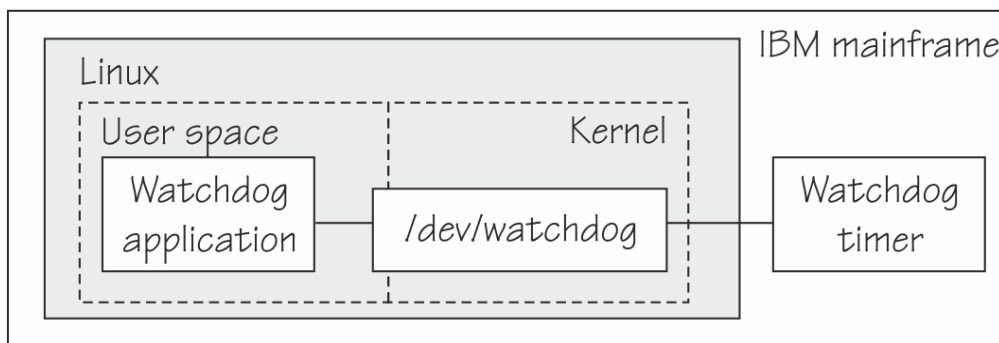 IBM mainframe
Linux
User space
Kernel
Watchdog
application
/dev/watchdog
Watchdog
timer